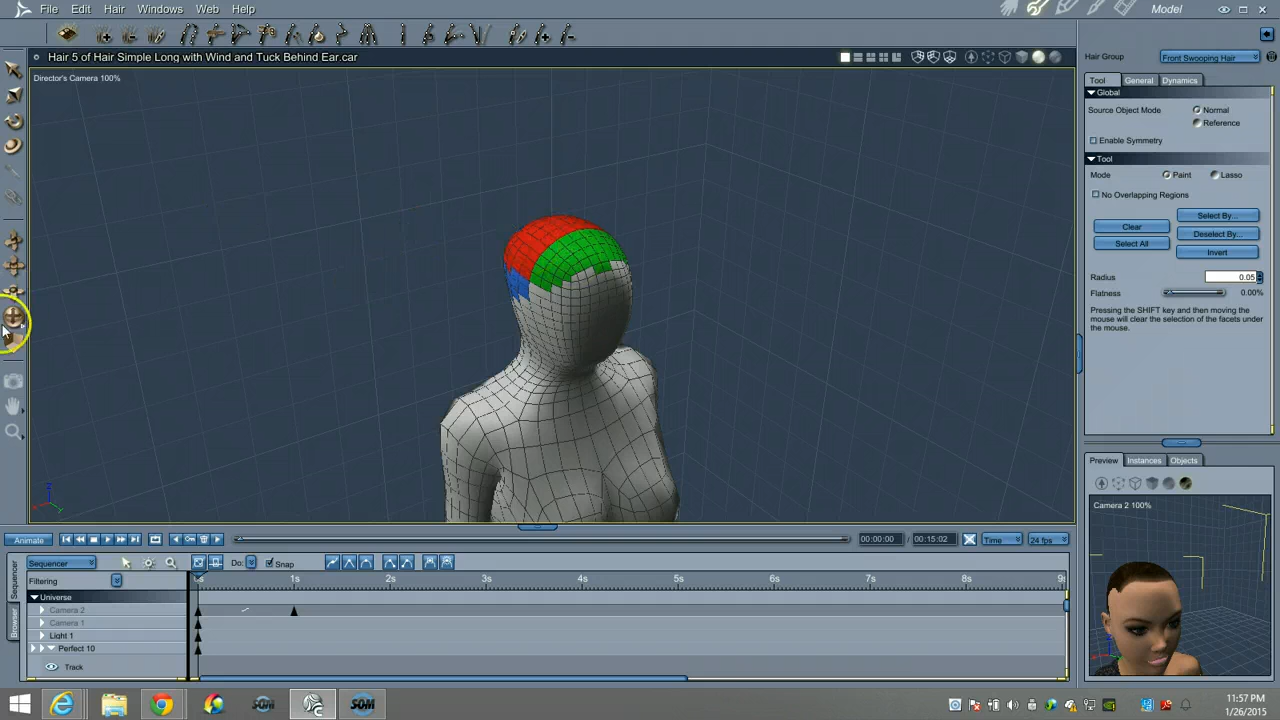 File Edit Hair Windows Web Help Model
Hair 5 of Hair Simple Long with Wind and Tuck Behind Ear.car
Director's Camera 100%
Hair Group Front Swooping Hair
Tool General Dynamics
Global
Source Object Mode Normal
Reference
Enable Symmetry
Tool
Mode Paint Lasso
No Overlapping Regions
Select By...
Clear
Deselect By...
Select All
Invert
Radius 0.05
Flatness 0.00%
Pressing the SHIFT key and then moving the
mouse will clear the selection of the facets under
the mouse.
Preview Instances Objects
Camera 2 100%
Animate 00:00:00 / 00:15:02 Time 24 fps
Sequencer Do: Snap
Filtering 0s 1s 2s 3s 4s 5s 6s 7s 8s 9s
Universe
Camera 2
Camera 1
Light 1
Perfect 10
Track
Sequencer
Browser
SOM SOM
11:57 PM
1/26/2015